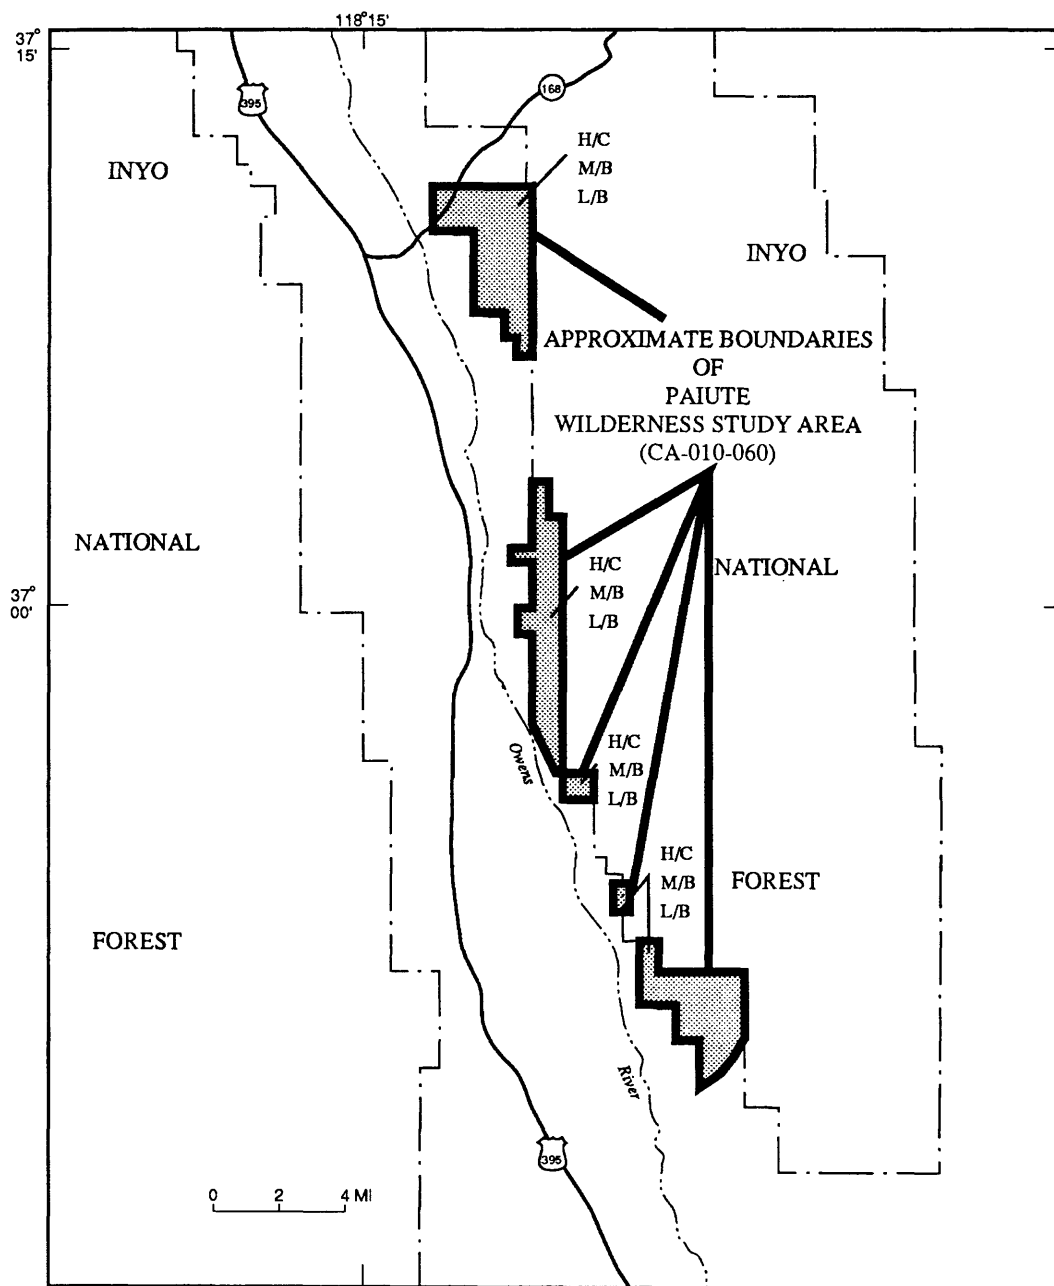 118°15'
37°
15'
395
168
H/C
M/B
L/B
INYO
INYO
APPROXIMATE BOUNDARIES
OF
PAIUTE
WILDERNESS STUDY AREA
(CA-010-060)
NATIONAL
H/C
M/B
L/B
NATIONAL
37°
00'
H/C
M/B
L/B
Owens
H/C
M/B
L/B
FOREST
FOREST
River
395
0 2 4 MI